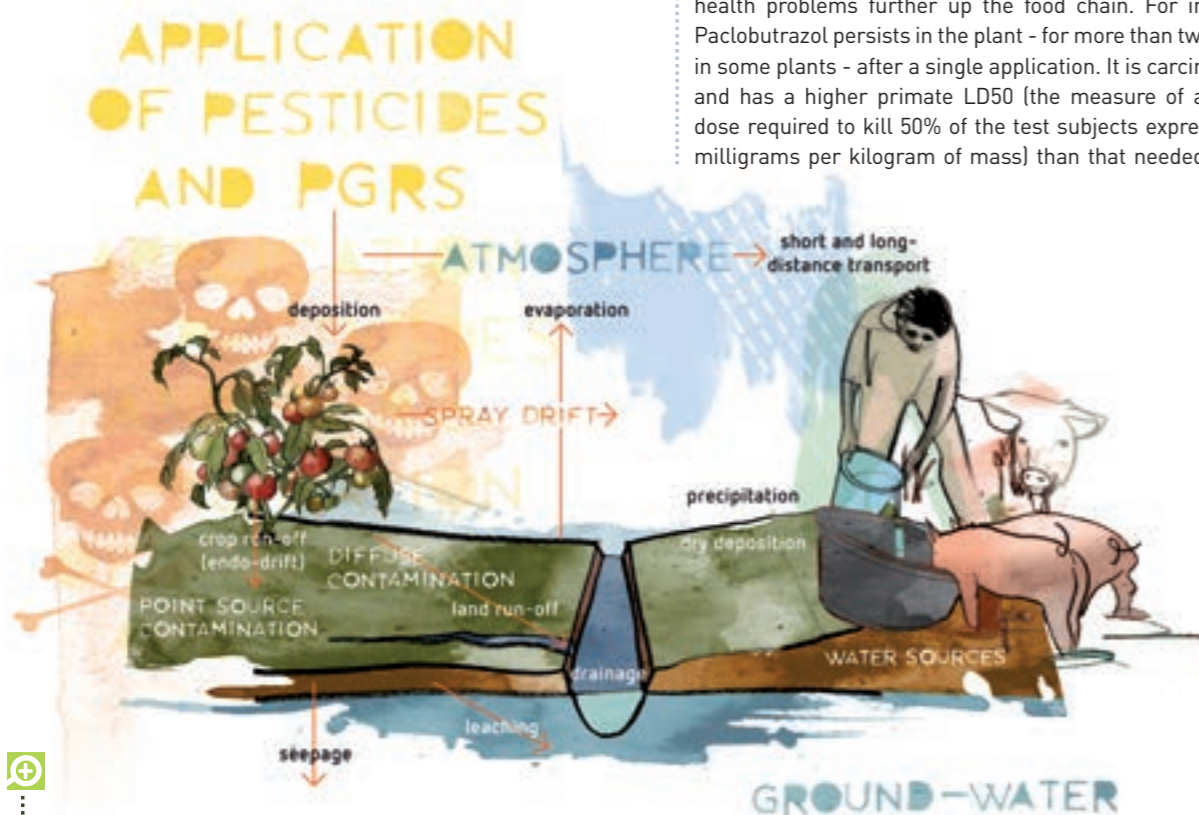 APPLICATION
OF PESTICIDES
AND PGRS
health problems further up the food chain. For in
Paclobutrazol persists in the plant - for more than tw
in some plants - after a single application. It is carcin
and has a higher primate LD50 (the measure of a
dose required to kill 50% of the test subjects expre
milligrams per kilogram of mass) than that needed
ATMOSPHERE
short and long-
distance transport
deposition
evaporation
SPRAY DRIFT
precipitation
crop run-off
(endo-drift)
DIFFUSE
CONTAMINATION
dry deposition
POINT SOURCE
CONTAMINATION
land run-off
WATER SOURCES
drainage
leaching
seepage
GROUND-WATER